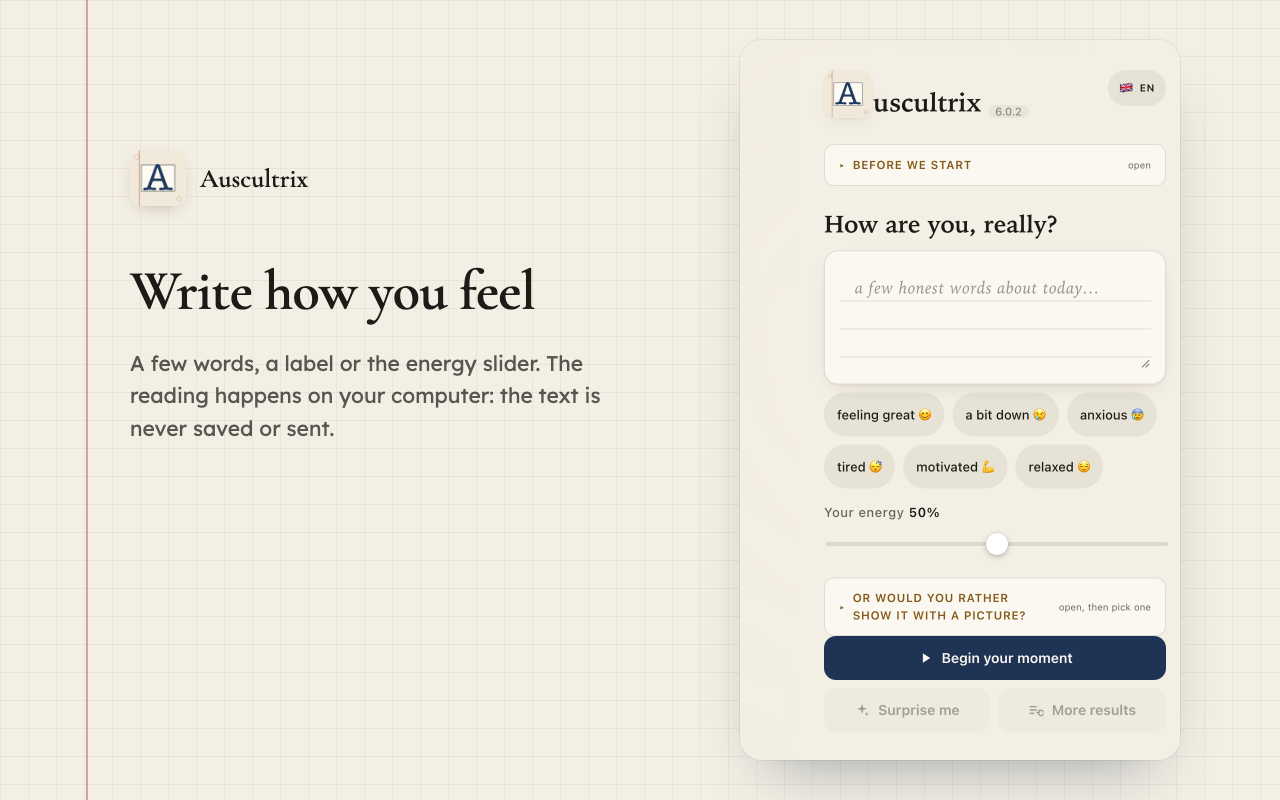 Auscultrix
Write how you feel
A few words, a label or the energy slider. The
reading happens on your computer: the text is
never saved or sent.
Auscultrix 6.0.2
🇬🇧 EN
▸ BEFORE WE START open
How are you, really?
a few honest words about today...
feeling great 😊 a bit down 😢 anxious 😰
tired 😴 motivated 💪 relaxed 😌
Your energy 50%
▸ OR WOULD YOU RATHER
SHOW IT WITH A PICTURE? open, then pick one
Begin your moment
Surprise me More results